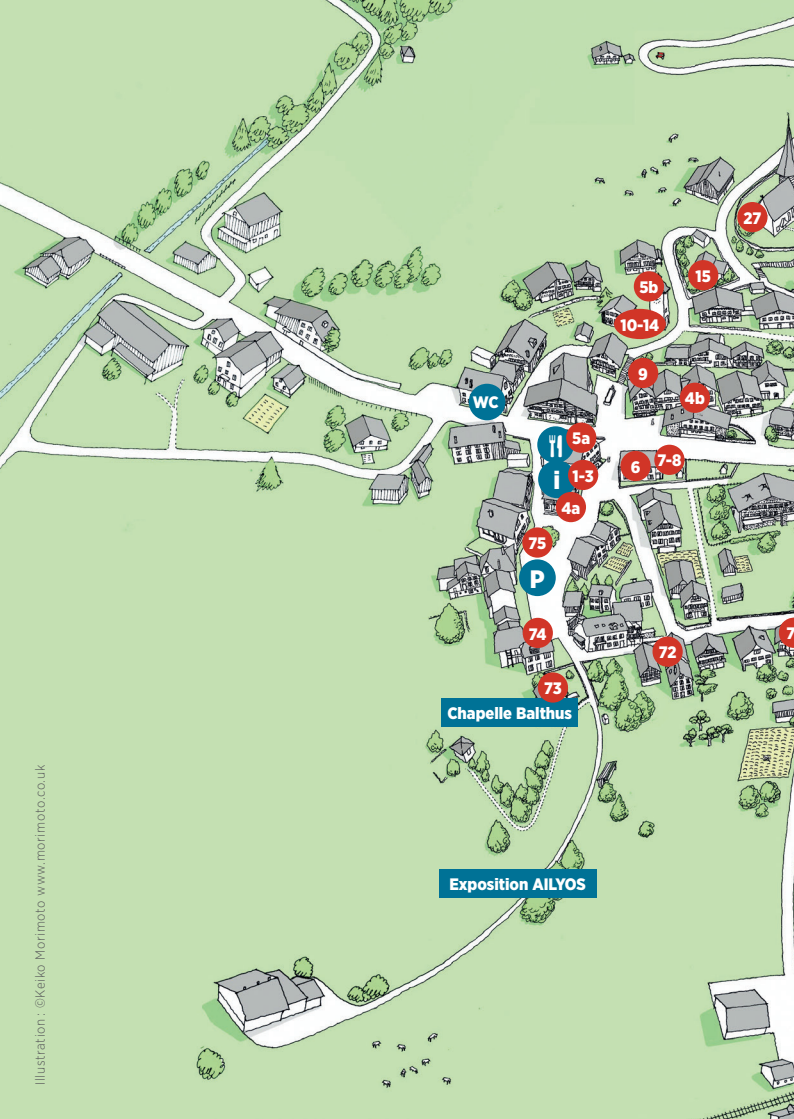 27
15
5b
10-14
9
4b
WC
5a
6
7-8
i
1-3
4a
75
P
74
72
7
73
Chapelle Balthus
Exposition AILYOS
Illustration : ©Keiko Morimoto www.morimoto.co.uk